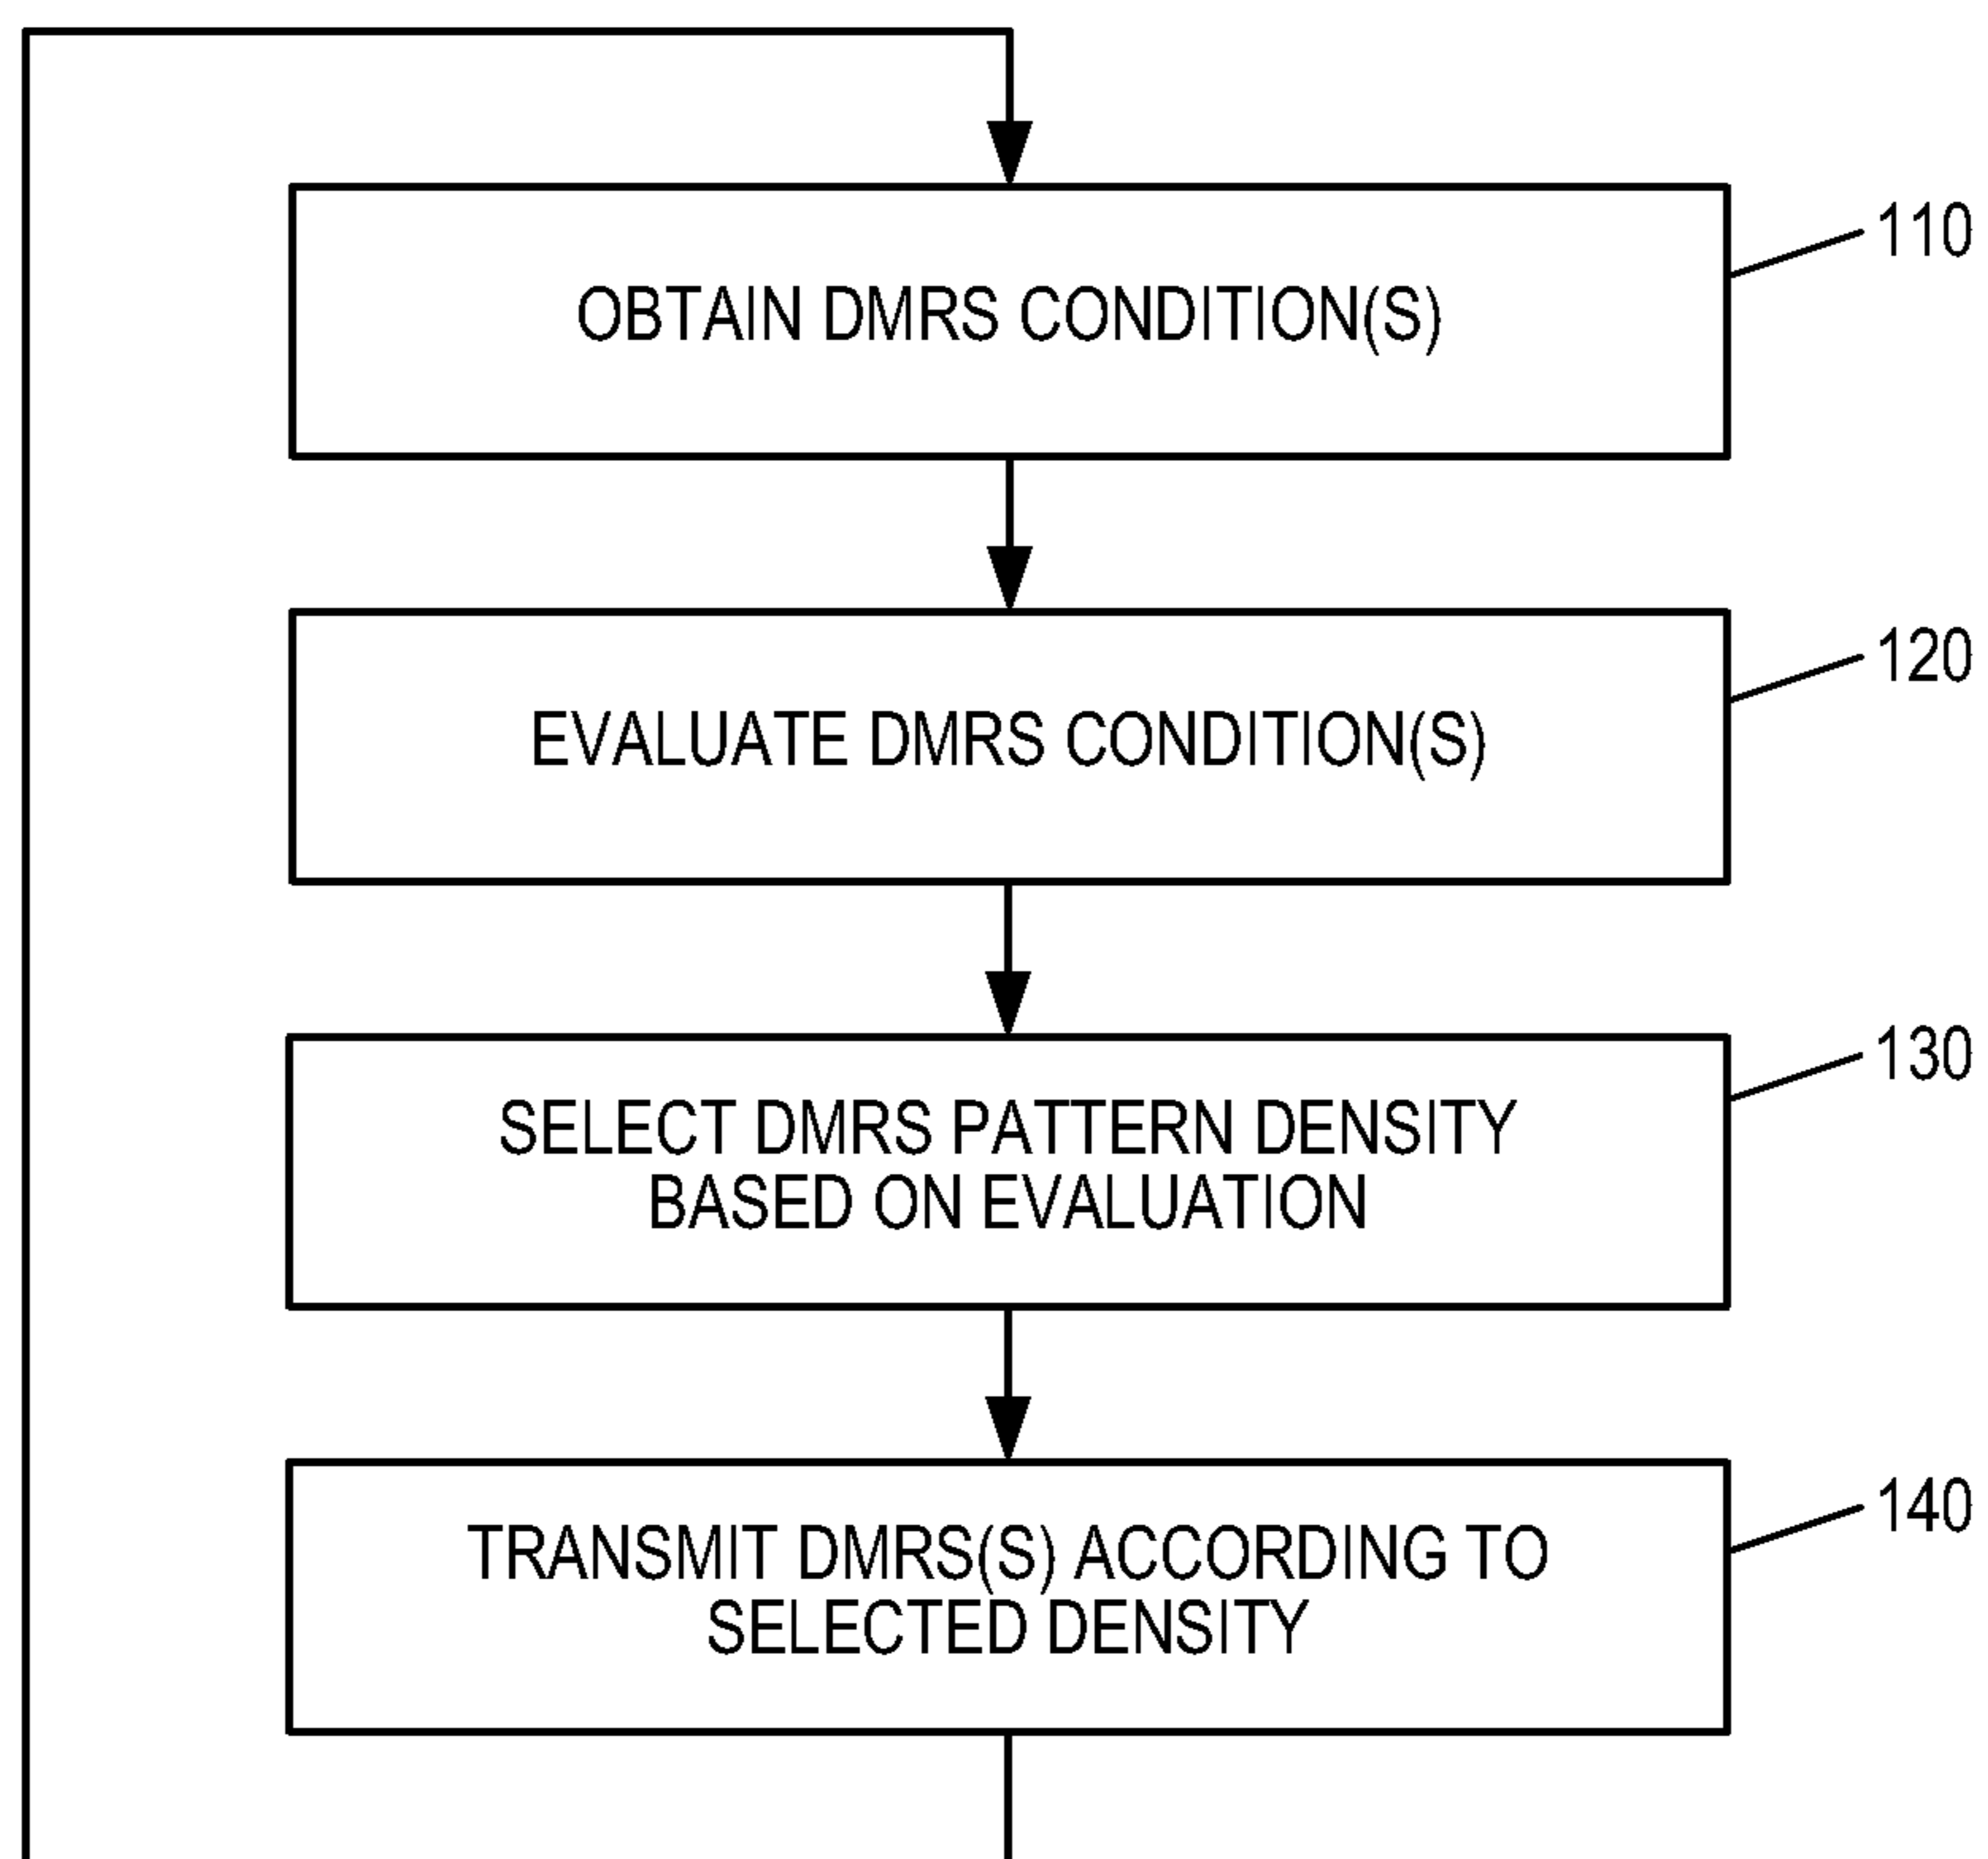 OBTAIN DMRS CONDITION(S)
110
EVALUATE DMRS CONDITION(S)
120
SELECT DMRS PATTERN DENSITY
BASED ON EVALUATION
130
TRANSMIT DMRS(S) ACCORDING TO
SELECTED DENSITY
140